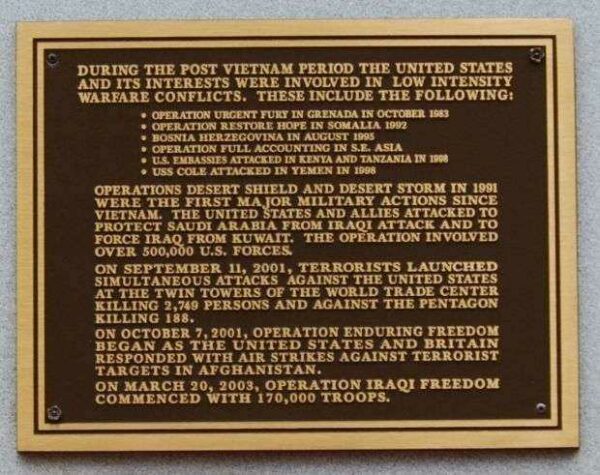 DURING THE POST VIETNAM PERIOD THE UNITED STATES
AND ITS INTERESTS WERE INVOLVED IN LOW INTENSITY
WARFARE CONFLICTS. THESE INCLUDE THE FOLLOWING:
• OPERATION URGENT FURY IN GRENADA IN OCTOBER 1983
• OPERATION RESTORE HOPE IN SOMALIA 1992
• BOSNIA HERZEGOVINA IN AUGUST 1995
• OPERATION FULL ACCOUNTING IN S.E. ASIA
• U.S. EMBASSIES ATTACKED IN KENYA AND TANZANIA IN 1998
• USS COLE ATTACKED IN YEMEN IN 1998
OPERATIONS DESERT SHIELD AND DESERT STORM IN 1991
WERE THE FIRST MAJOR MILITARY ACTIONS SINCE
VIETNAM. THE UNITED STATES AND ALLIES ATTACKED TO
PROTECT SAUDI ARABIA FROM IRAQI ATTACK AND TO
FORCE IRAQ FROM KUWAIT. THE OPERATION INVOLVED
OVER 500,000 U.S. FORCES.
ON SEPTEMBER 11, 2001, TERRORISTS LAUNCHED
SIMULTANEOUS ATTACKS AGAINST THE UNITED STATES
AT THE TWIN TOWERS OF THE WORLD TRADE CENTER
KILLING 2,749 PERSONS AND AGAINST THE PENTAGON
KILLING 188.
ON OCTOBER 7, 2001, OPERATION ENDURING FREEDOM
BEGAN AS THE UNITED STATES AND BRITAIN
RESPONDED WITH AIR STRIKES AGAINST TERRORIST
TARGETS IN AFGHANISTAN.
ON MARCH 20, 2003, OPERATION IRAQI FREEDOM
COMMENCED WITH 170,000 TROOPS.